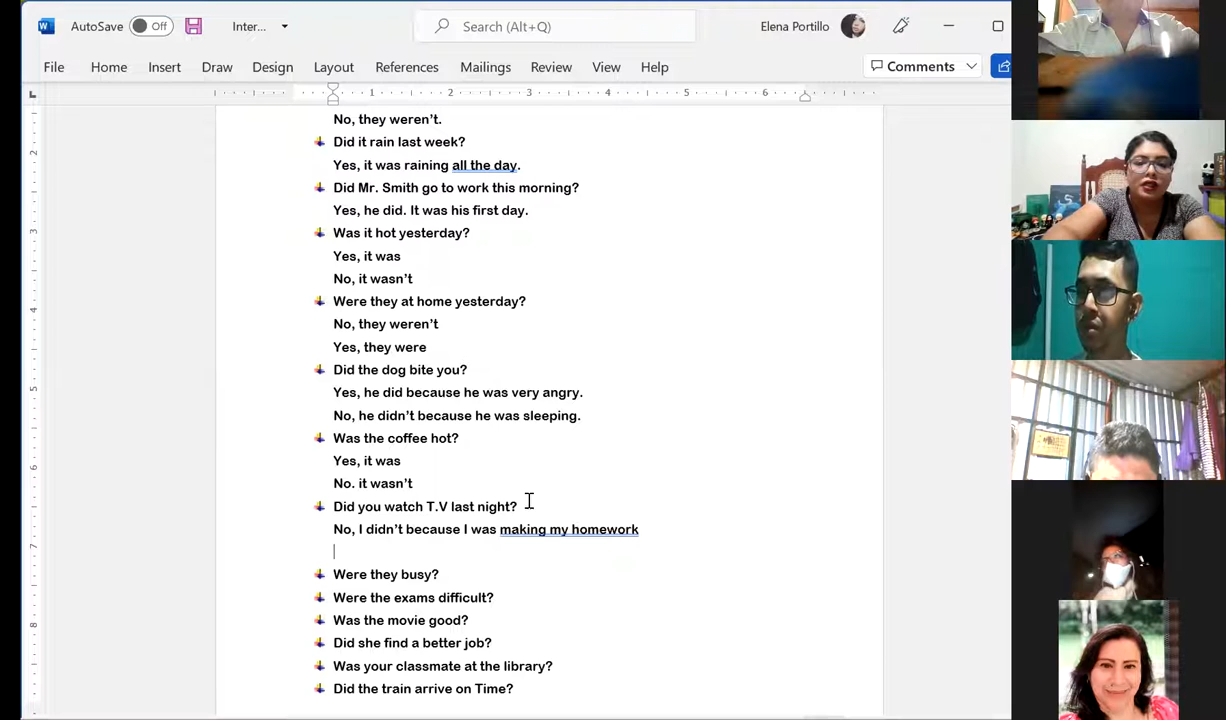 AutoSave Off Inter... Search (Alt+Q) Elena Portillo
File Home Insert Draw Design Layout References Mailings Review View Help Comments
1 2 3 4 5 6
No, they weren't.
Did it rain last week?
Yes, it was raining all the day.
Did Mr. Smith go to work this morning?
Yes, he did. It was his first day.
Was it hot yesterday?
Yes, it was
No, it wasn't
Were they at home yesterday?
No, they weren't
Yes, they were
Did the dog bite you?
Yes, he did because he was very angry.
No, he didn't because he was sleeping.
Was the coffee hot?
Yes, it was
No. it wasn't
Did you watch T.V last night?
No, I didn't because I was making my homework
Were they busy?
Were the exams difficult?
Was the movie good?
Did she find a better job?
Was your classmate at the library?
Did the train arrive on Time?